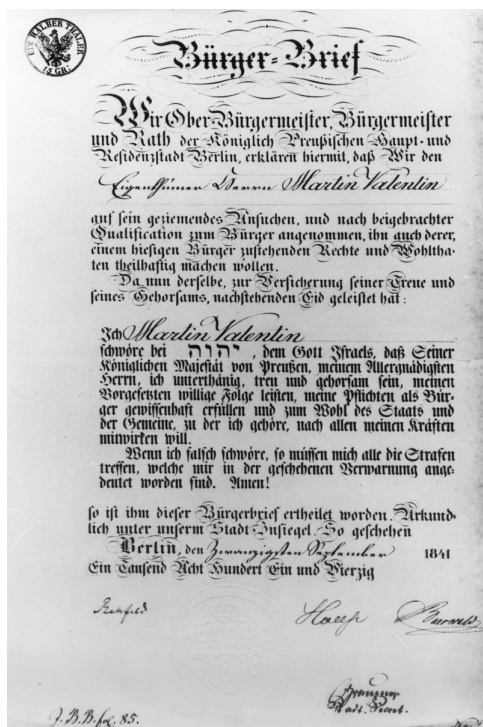 EIN HALBER THALER
15 GR:
Bürger-Brief
Wir Ober-Bürgermeister, Bürgermeister
und Rath der Königlich Preußischen Haupt- und
Residenzstadt Berlin, erklären hiermit, daß Wir den
Eigenthümer Herrn Martin Valentin
auf sein geziemendes Ansuchen, und nach beigebrachter
Qualification zum Bürger angenommen, ihn auch derer,
einem hiesigen Bürger zustehenden Rechte und Wohltha-
ten theilhaftig machen wollen.
Da nun derselbe, zur Versicherung seiner Treue und
seines Gehorsams, nachstehenden Eid geleistet hat:
Ich Martin Valentin
schwöre bei יהוה, dem Gott Israels, daß Seiner
Königlichen Majestät von Preußen, meinem Allergnädigsten
Herrn, ich unterthänig, treu und gehorsam sein, meinen
Vorgesetzten willige Folge leisten, meine Pflichten als Bür-
ger gewissenhaft erfüllen und zum Wohl des Staats und
der Gemeine, zu der ich gehöre, nach allen meinen Kräften
mitwirken will.
Wenn ich falsch schwöre, so müssen mich alle die Strafen
treffen, welche mir in der geschehenen Verwarnung ange-
deutet worden sind. Amen!
so ist ihm dieser Bürgerbrief ertheilet worden. Urkund-
lich unter unserm Stadt-Insiegel. So geschehen
Berlin, den Zwanzigsten September 1841
Ein Tausend Acht Hundert Ein und Vierzig
Stadt. Secret.
J. B. B. fol. 85.